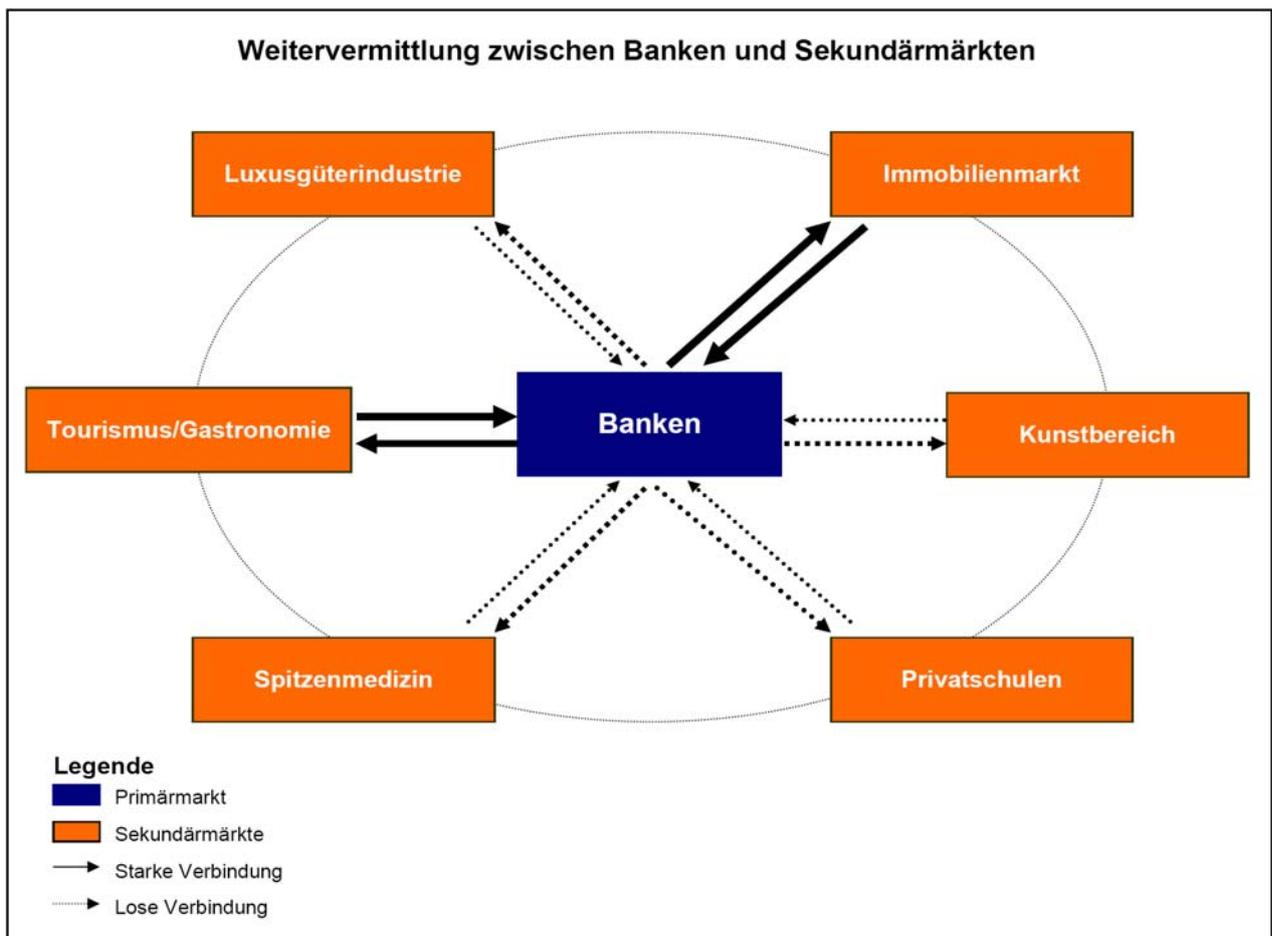 Weitervermittlung zwischen Banken und Sekundärmärkten
Luxusgüterindustrie
Immobilienmarkt
Tourismus/Gastronomie
Banken
Kunstbereich
Spitzenmedizin
Privatschulen
Legende
Primärmarkt
Sekundärmärkte
Starke Verbindung
Lose Verbindung